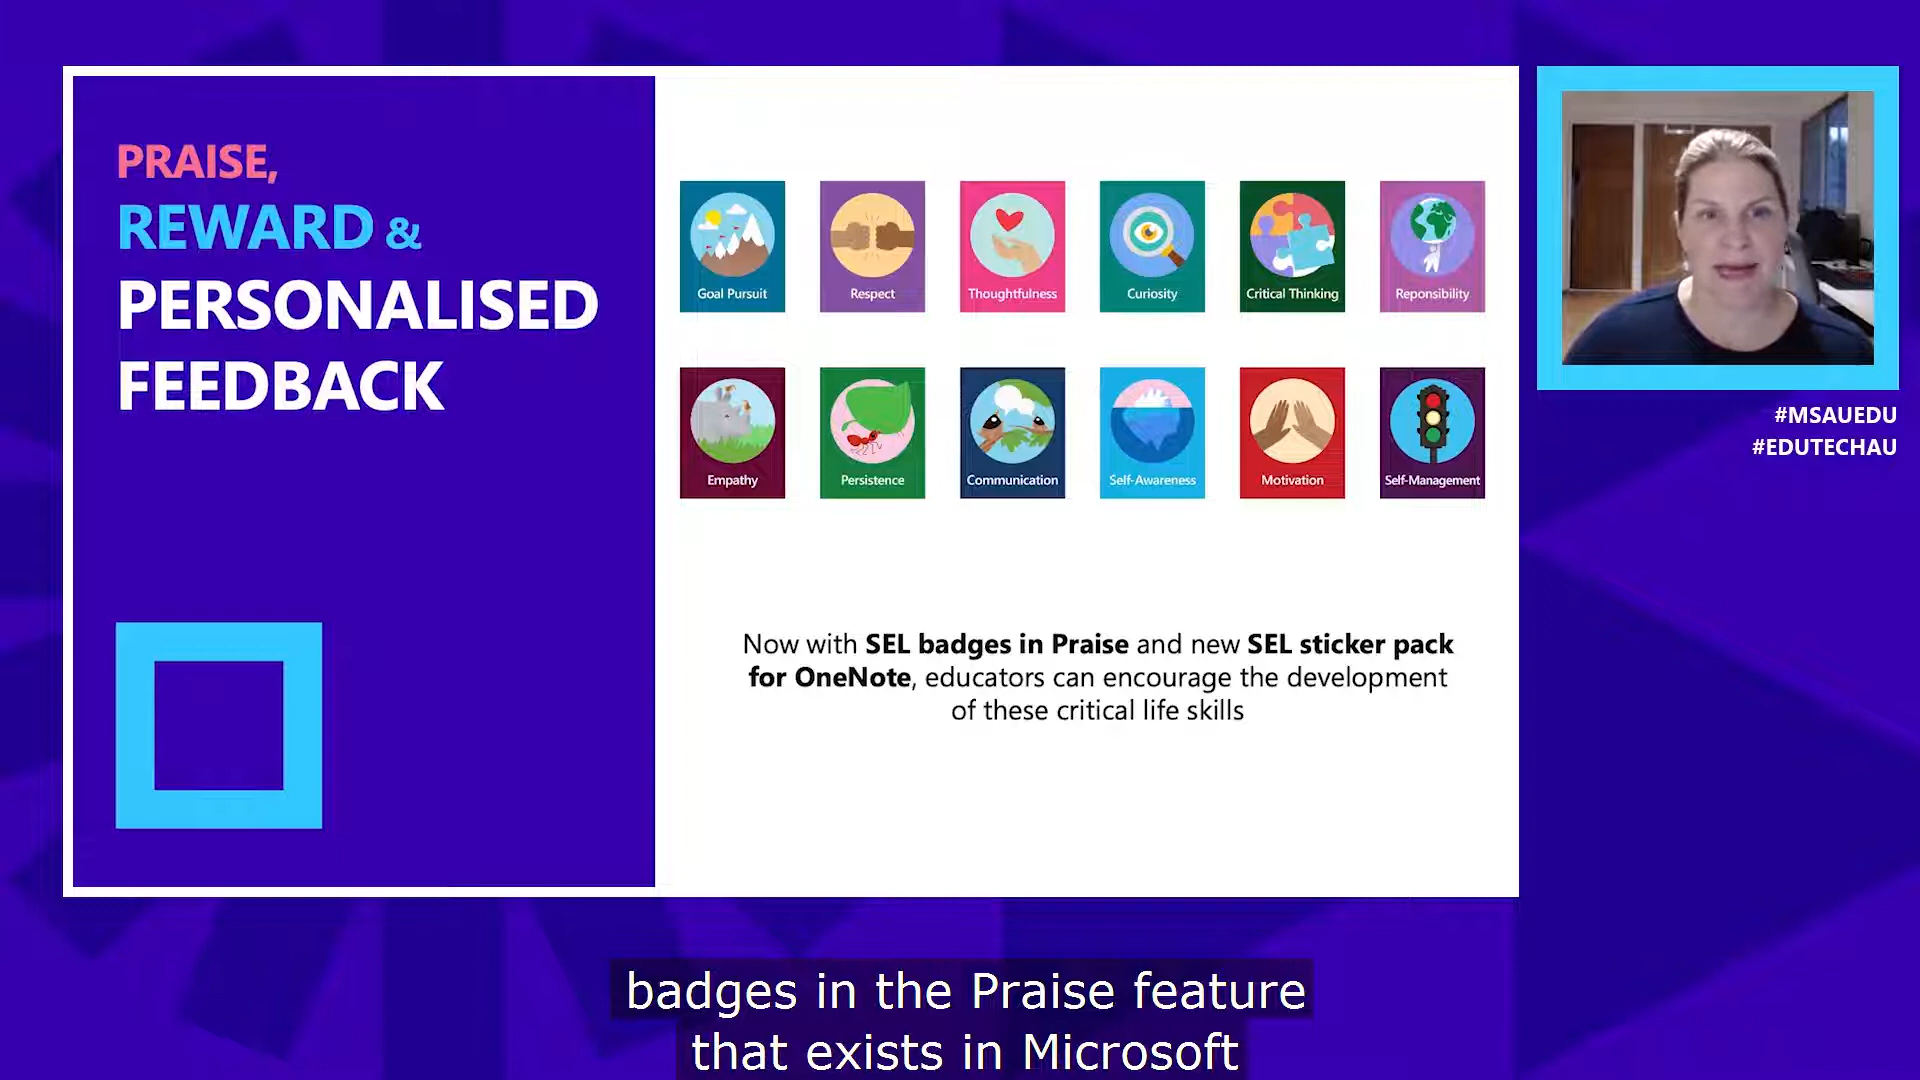 PRAISE,
REWARD &
PERSONALISED
FEEDBACK
Goal Pursuit
Respect
Thoughtfulness
Curiosity
Critical Thinking
Reponsibility
Empathy
Persistence
Communication
Self-Awareness
Motivation
Self-Management
Now with SEL badges in Praise and new SEL sticker pack
for OneNote, educators can encourage the development
of these critical life skills
#MSAUEDU
#EDUTECHAU
badges in the Praise feature
that exists in Microsoft